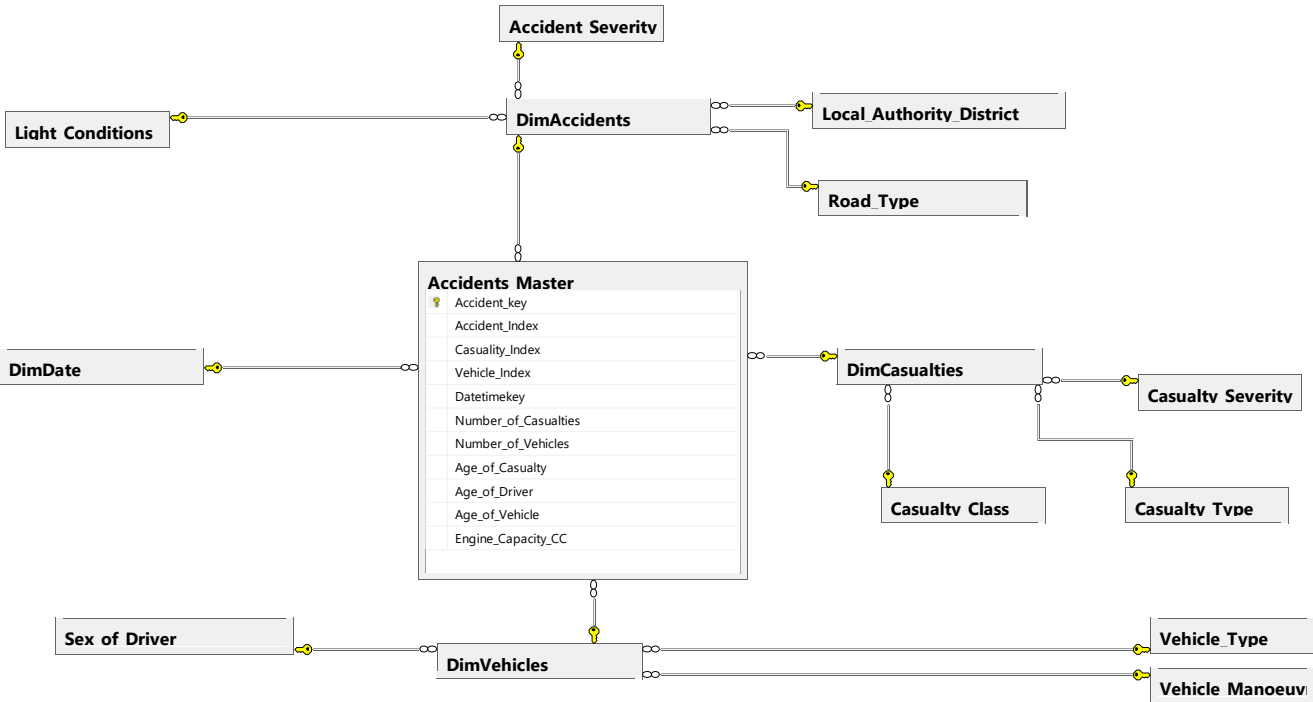 Accident Severity
Light Conditions
DimAccidents
Local_Authority_District
Road_Type
Accidents Master
Accident_key
Accident_Index
Casuality_Index
Vehicle_Index
Datetimekey
Number_of_Casualties
Number_of_Vehicles
Age_of_Casualty
Age_of_Driver
Age_of_Vehicle
Engine_Capacity_CC
DimDate
DimCasualties
Casualty Severity
Casualty Class
Casualty Type
Sex of Driver
DimVehicles
Vehicle_Type
Vehicle